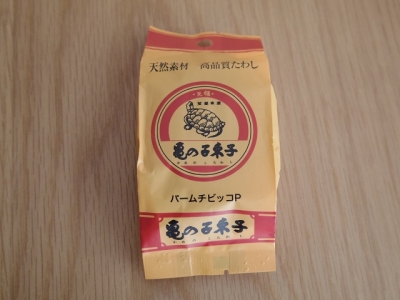 天然素材 高品質たわし
亀の子束子
パームチビッコP
亀の子束子